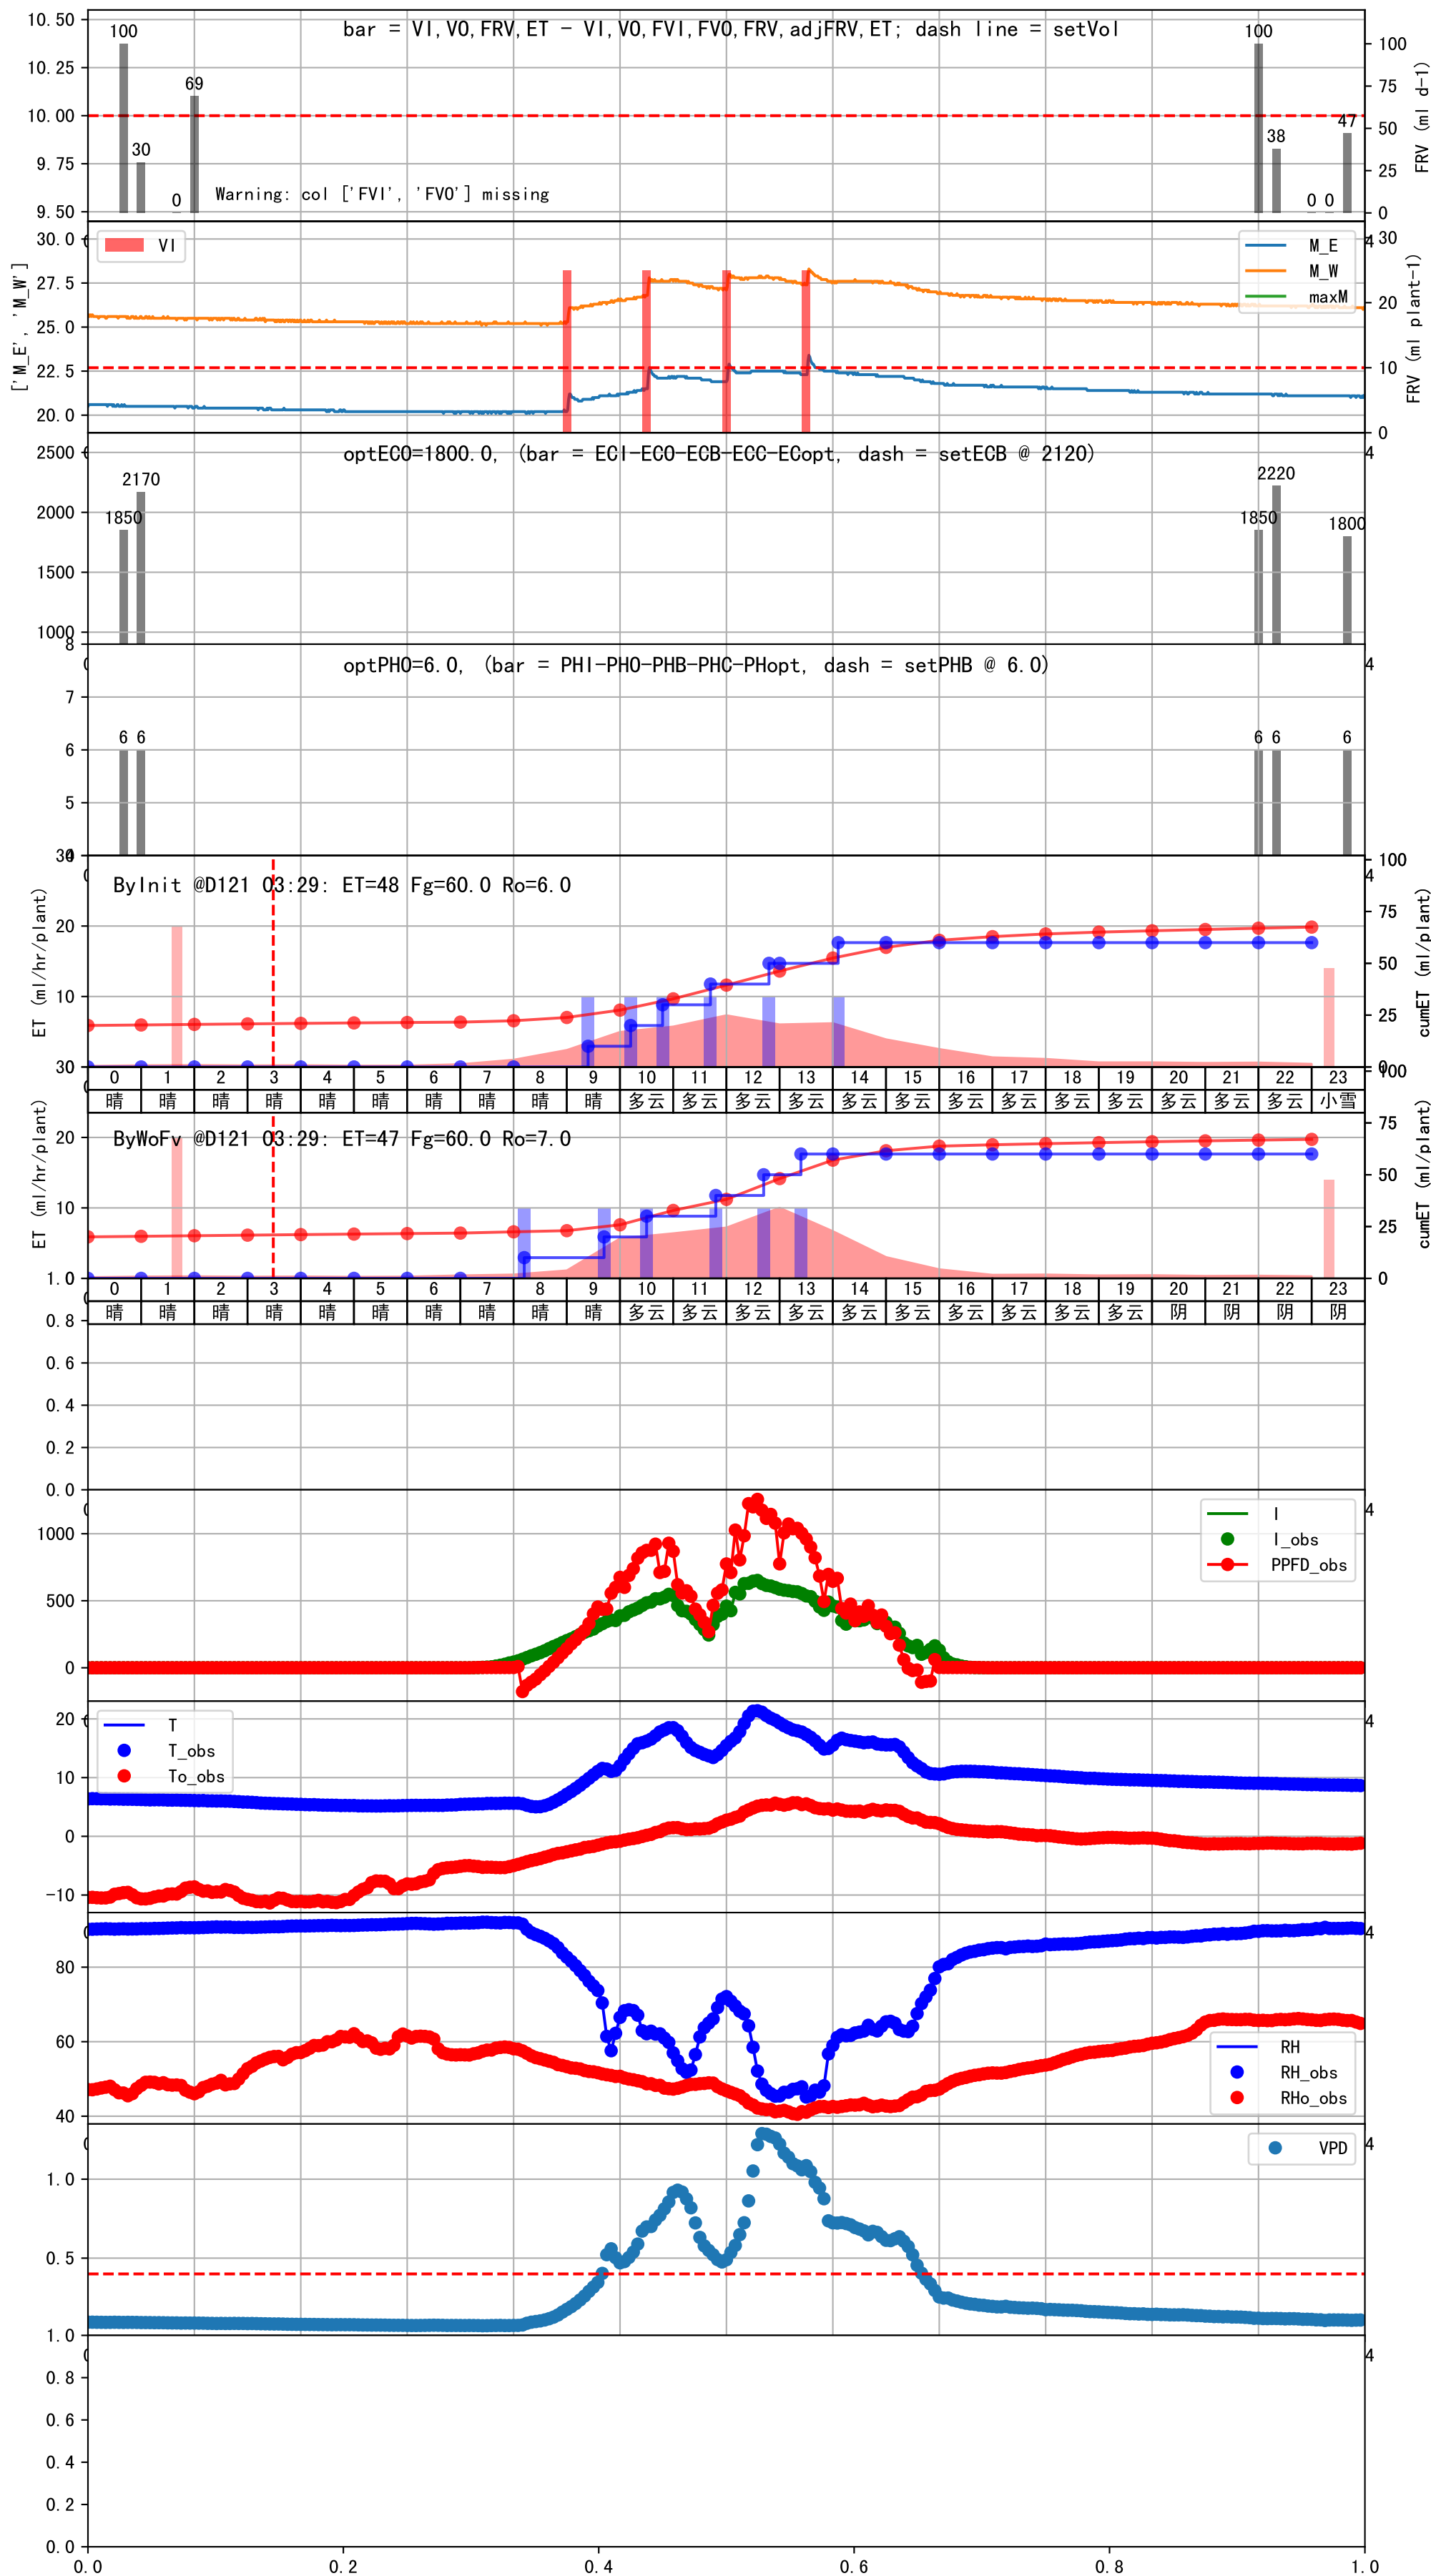 bar = VI,VO,FRV,ET - VI,VO,FVI,FVO,FRV,adjFRV,ET; dash line = setVol
10.50
10.25
10.00
9.75
9.50
100
30
0
69
100
38
0 0
47
Warning: col ['FVI', 'FVO'] missing
100
75
50
25
0
FRV (ml d-1)
['M_E', 'M_W']
30.0
27.5
25.0
22.5
20.0
VI
M_E
M_W
maxM
30
20
10
0
FRV (ml plant-1)
optECO=1800.0, (bar = ECI-ECO-ECB-ECC-ECopt, dash = setECB @ 2120)
2500
2000
1500
1000
1850
2170
1850
2220
1800
4
optPHO=6.0, (bar = PHI-PHO-PHB-PHC-PHopt, dash = setPHB @ 6.0)
8
7
6
5
4
6 6
6 6
6
4
ByInit @D121 03:29: ET=48 Fg=60.0 Ro=6.0
ET (ml/hr/plant)
30
20
10
0
100
75
50
25
0
cumET (ml/plant)
0 1 2 3 4 5 6 7 8 9 10 11 12 13 14 15 16 17 18 19 20 21 22 23
晴 晴 晴 晴 晴 晴 晴 晴 晴 晴 多云 多云 多云 多云 多云 多云 多云 多云 多云 多云 多云 多云 多云 小雪
ByWoFv @D121 03:29: ET=47 Fg=60.0 Ro=7.0
ET (ml/hr/plant)
30
20
10
100
75
50
25
0
cumET (ml/plant)
0 1 2 3 4 5 6 7 8 9 10 11 12 13 14 15 16 17 18 19 20 21 22 23
晴 晴 晴 晴 晴 晴 晴 晴 晴 晴 多云 多云 多云 多云 多云 多云 多云 多云 多云 多云 阴 阴 阴 阴
1.0
0.8
0.6
0.4
0.2
0.0
1000
500
0
I
I_obs
PPFD_obs
4
20
10
0
-10
T
T_obs
To_obs
4
80
60
40
RH
RH_obs
RHo_obs
4
1.0
0.5
VPD
4
1.0
0.8
0.6
0.4
0.2
0.0
4
0.0 0.2 0.4 0.6 0.8 1.0